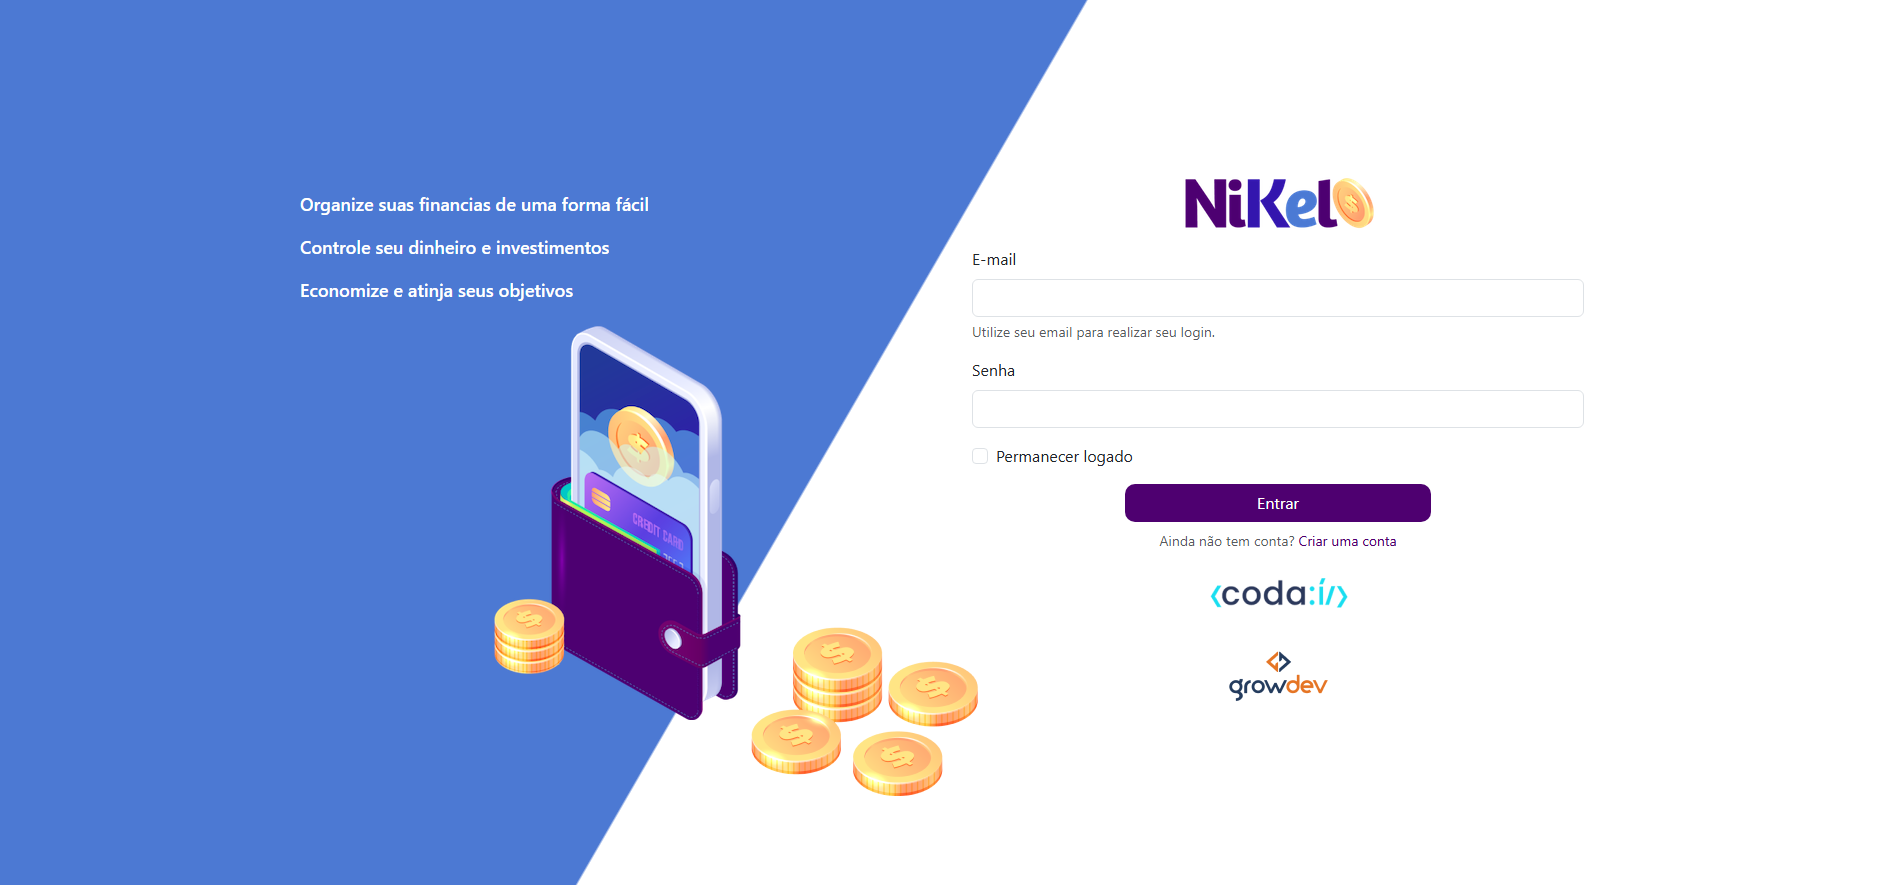 Organize suas financias de uma forma fácil
Controle seu dinheiro e investimentos
Economize e atinja seus objetivos
CREDIT CARD
NiKel
E-mail
Utilize seu email para realizar seu login.
Senha
Permanecer logado
Entrar
Ainda não tem conta? Criar uma conta
<coda:í/>
growdev